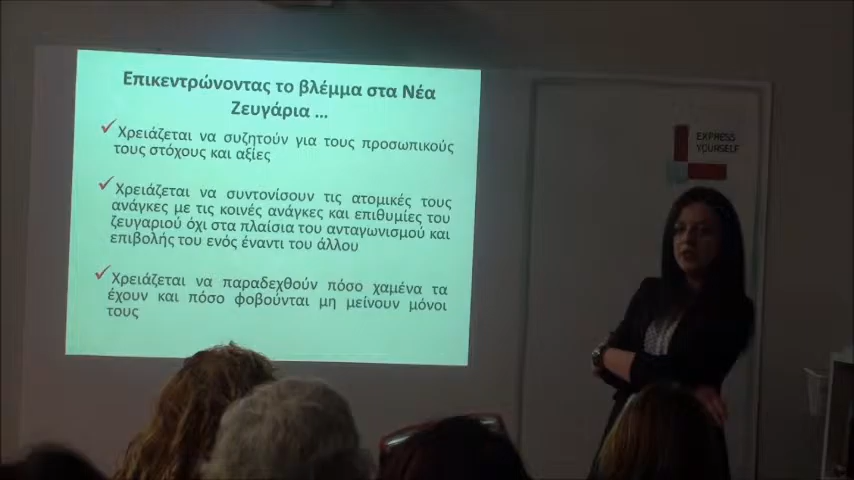 Επικεντρώνοντας το βλέμμα στα Νέα
Ζευγάρια ...
Χρειάζεται να συζητούν για τους προσωπικούς
τους στόχους και αξίες
Χρειάζεται να συντονίσουν τις ατομικές τους
ανάγκες με τις κοινές ανάγκες και επιθυμίες του
ζευγαριού όχι στα πλαίσια του ανταγωνισμού και
επιβολής του ενός έναντι του άλλου
Χρειάζεται να παραδεχθούν πόσο χαμένα τα
έχουν και πόσο φοβούνται μη μείνουν μόνοι
τους
EXPRESS
YOURSELF